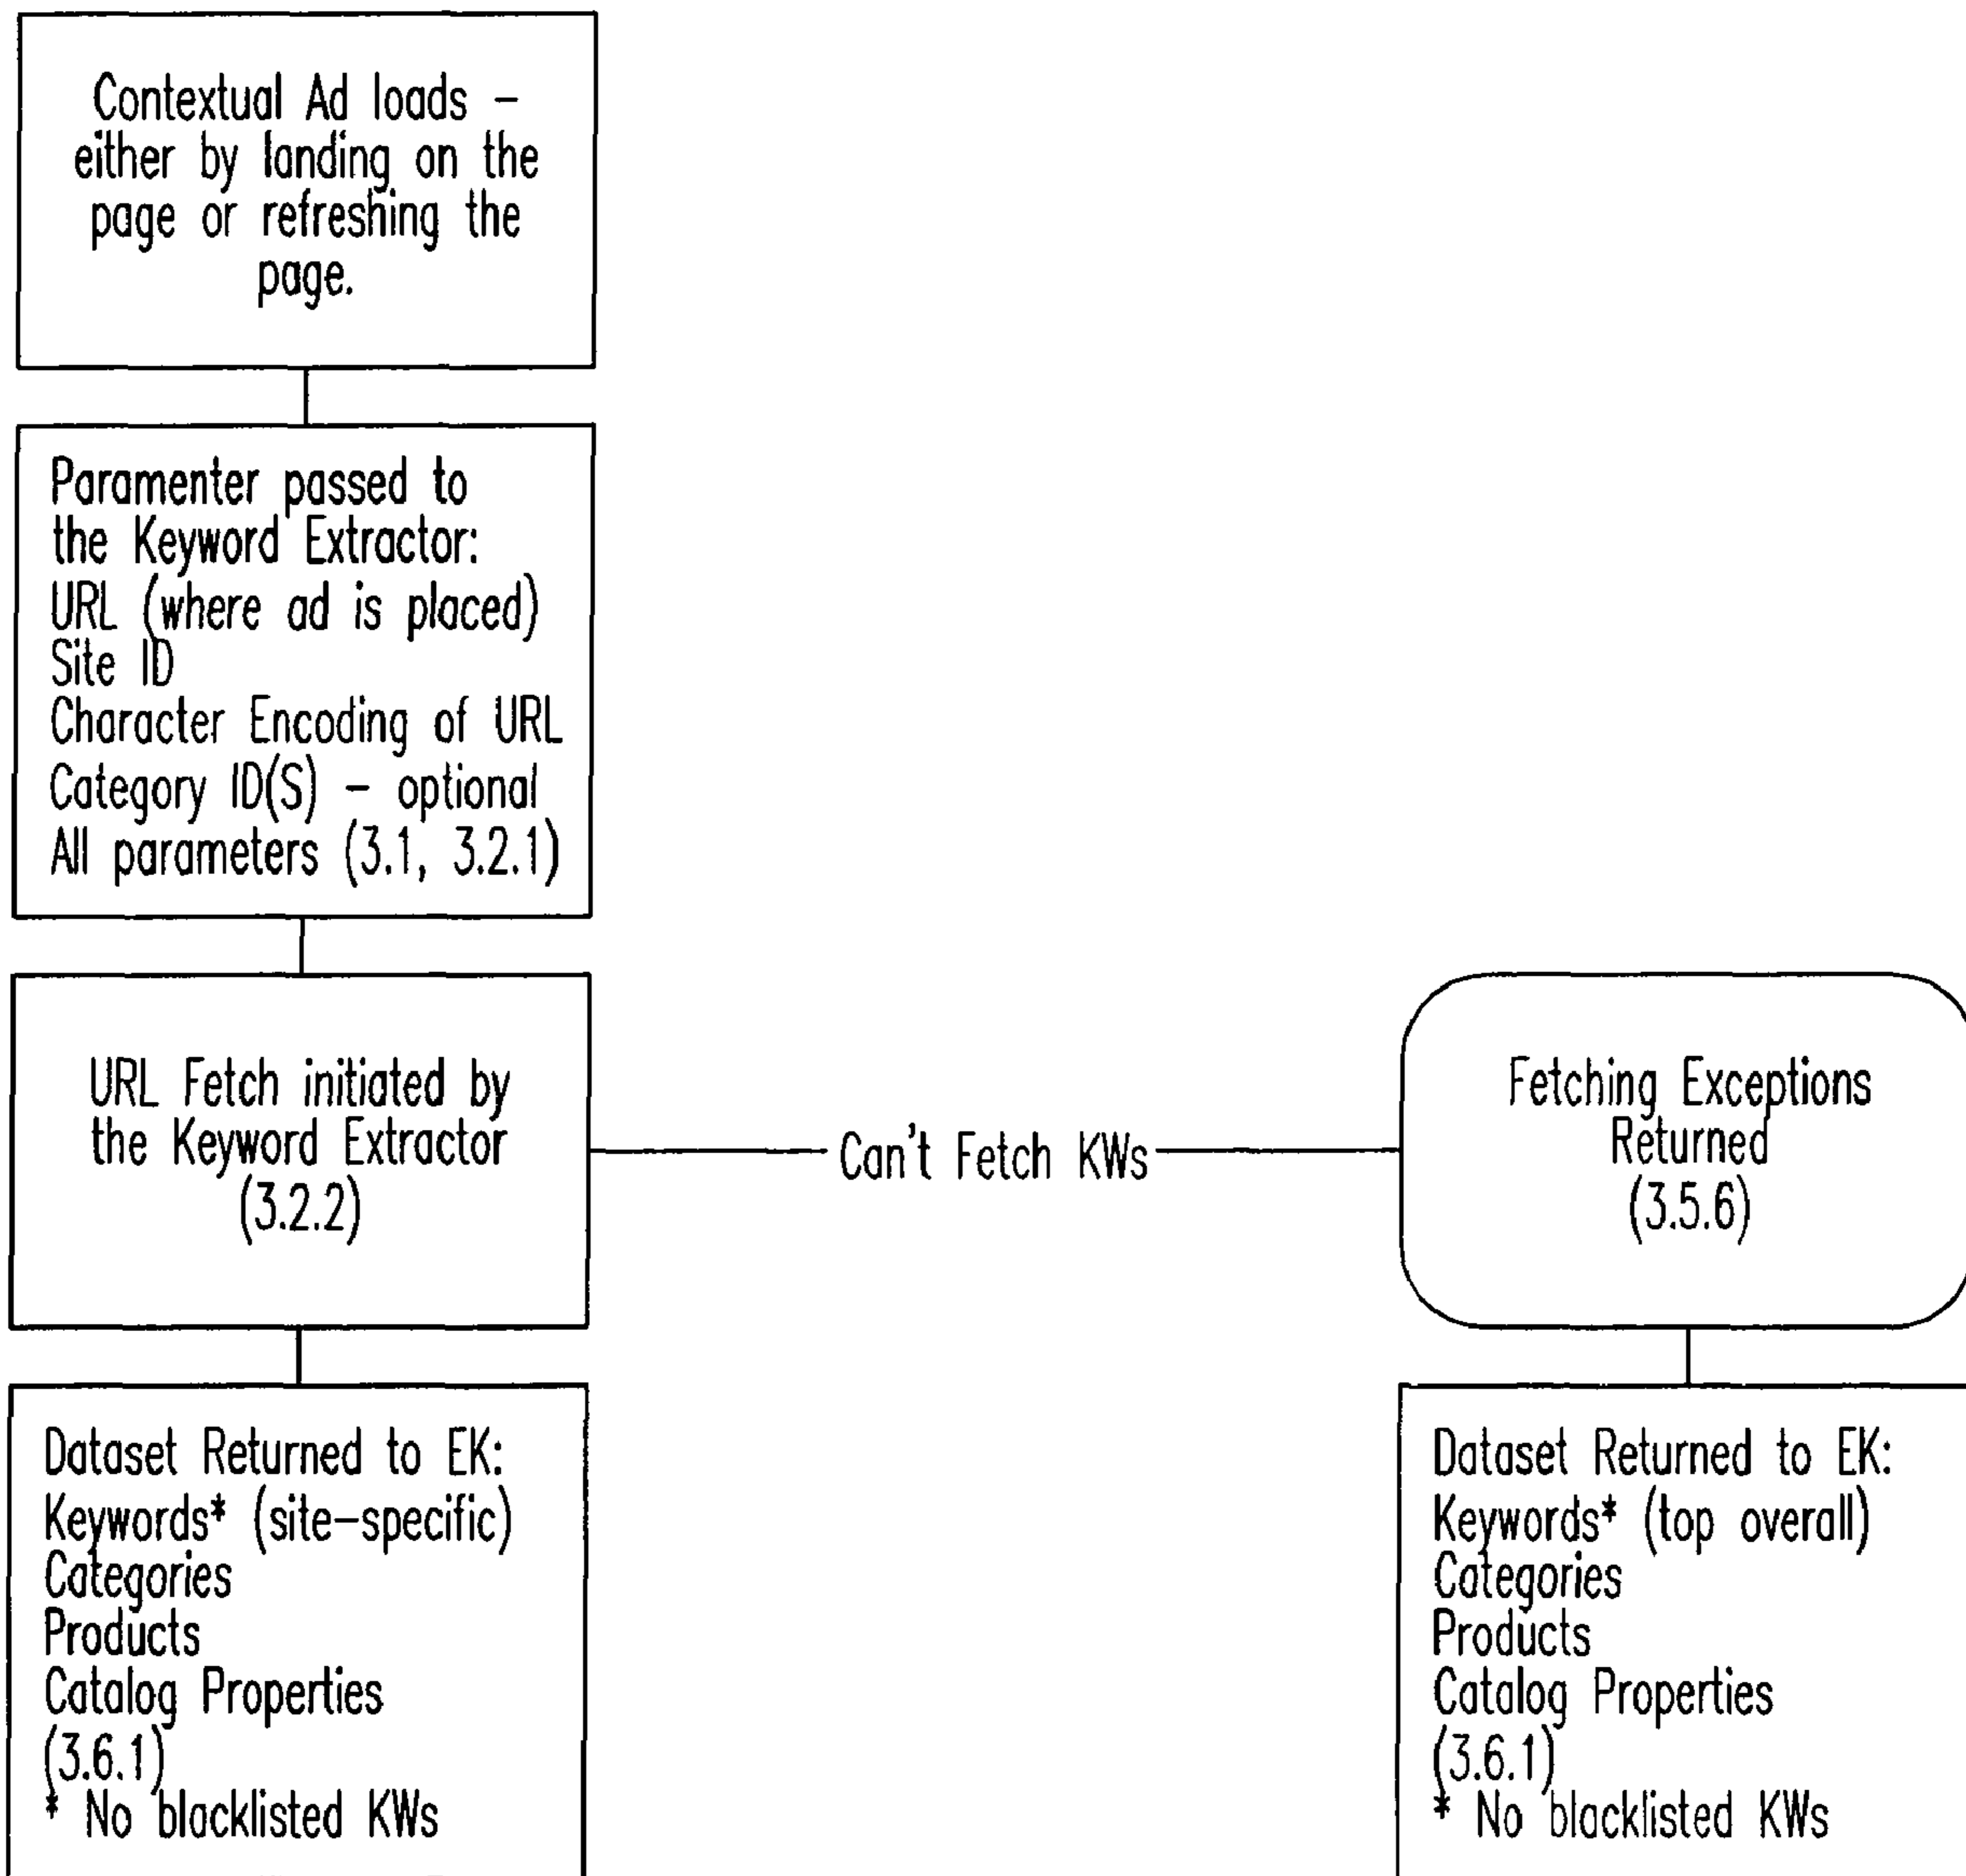 Contextual Ad loads –
either by landing on the
page or refreshing the
page.
Paramenter passed to
the Keyword Extractor:
URL (where ad is placed)
Site ID
Character Encoding of URL
Category ID(S) – optional
All parameters (3.1, 3.2.1)
URL Fetch initiated by
the Keyword Extractor
(3.2.2)
Can't Fetch KWs
Fetching Exceptions
Returned
(3.5.6)
Dataset Returned to EK:
Keywords* (site–specific)
Categories
Products
Catalog Properties
(3.6.1)
* No blacklisted KWs
Dataset Returned to EK:
Keywords* (top overall)
Categories
Products
Catalog Properties
(3.6.1)
* No blacklisted KWs